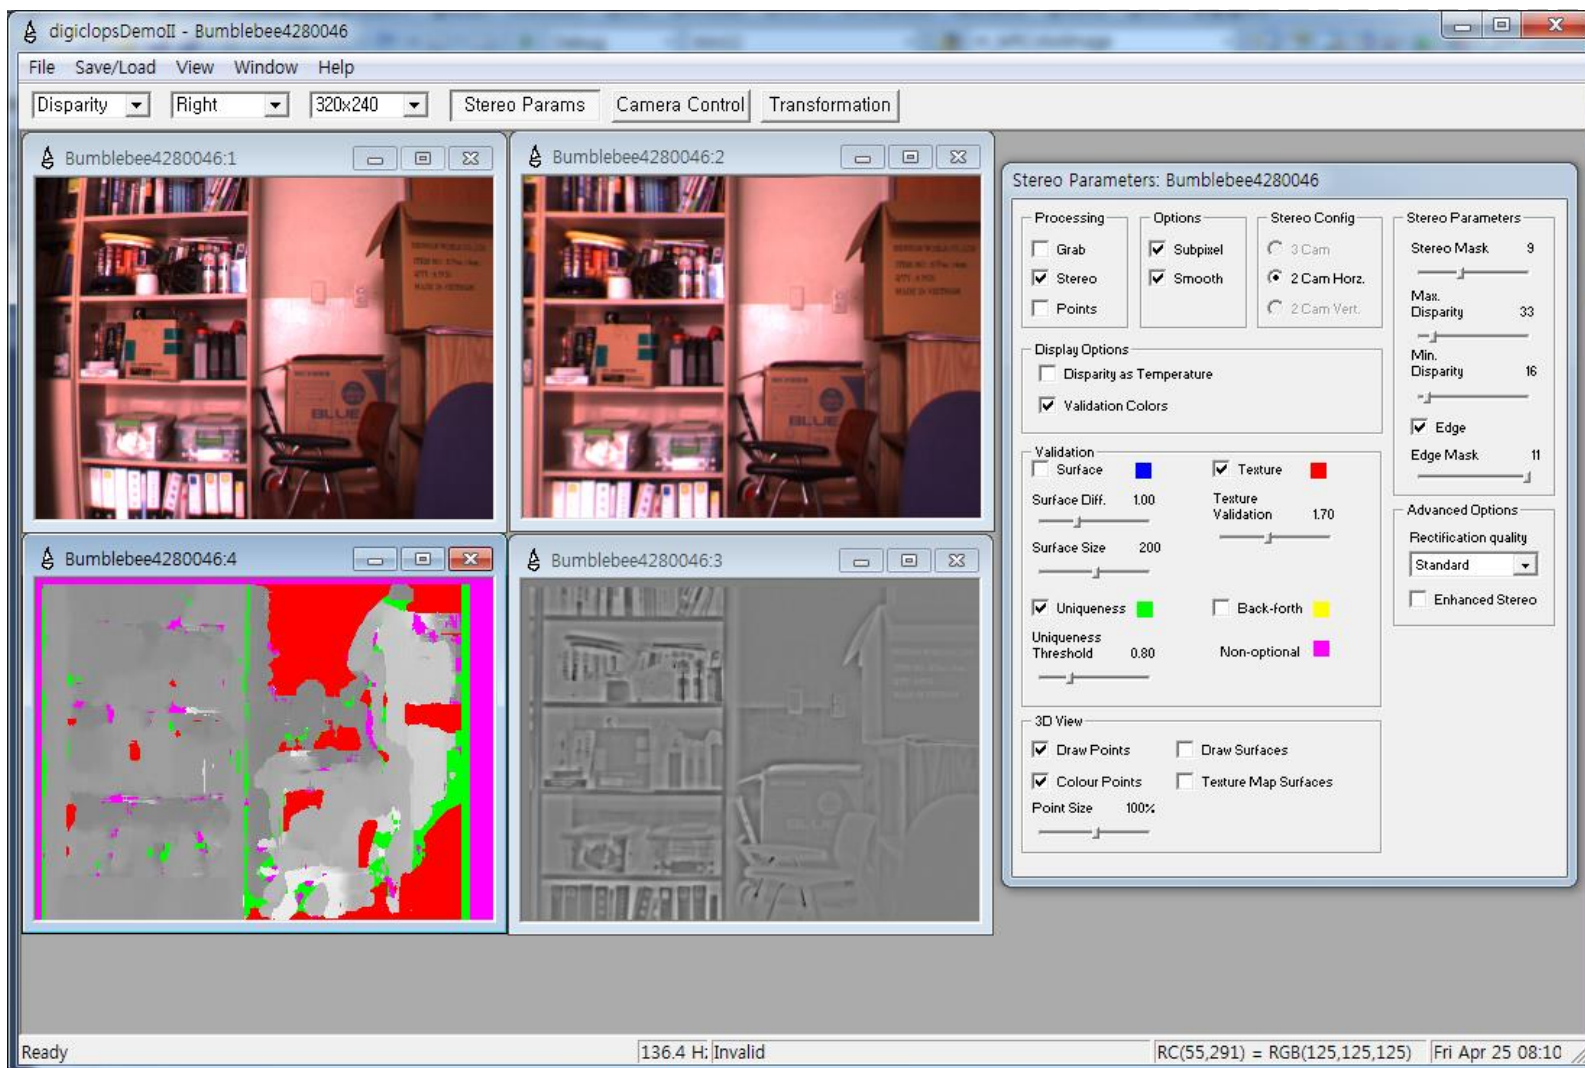 digiclopsDemoII - Bumblebee4280046
File Save/Load View Window Help
Disparity Right 320x240 Stereo Params Camera Control Transformation
Bumblebee4280046:1
Bumblebee4280046:2
BLUE
Bumblebee4280046:4
Bumblebee4280046:3
Stereo Parameters: Bumblebee4280046
Processing
Grab
Stereo
Points
Options
Subpixel
Smooth
Stereo Config
3 Cam
2 Cam Horz.
2 Cam Vert.
Stereo Parameters
Stereo Mask 9
Max.
Disparity 33
Min.
Disparity 16
Edge
Edge Mask 11
Display Options
Disparity as Temperature
Validation Colors
Validation
Surface
Texture
Surface Diff. 1.00
Texture
Validation 1.70
Surface Size 200
Uniqueness
Back-forth
Uniqueness
Threshold 0.80
Non-optional
Advanced Options
Rectification quality
Standard
Enhanced Stereo
3D View
Draw Points
Draw Surfaces
Colour Points
Texture Map Surfaces
Point Size 100%
Ready
136.4 H:
Invalid
RC(55,291) = RGB(125,125,125)
Fri Apr 25 08:10